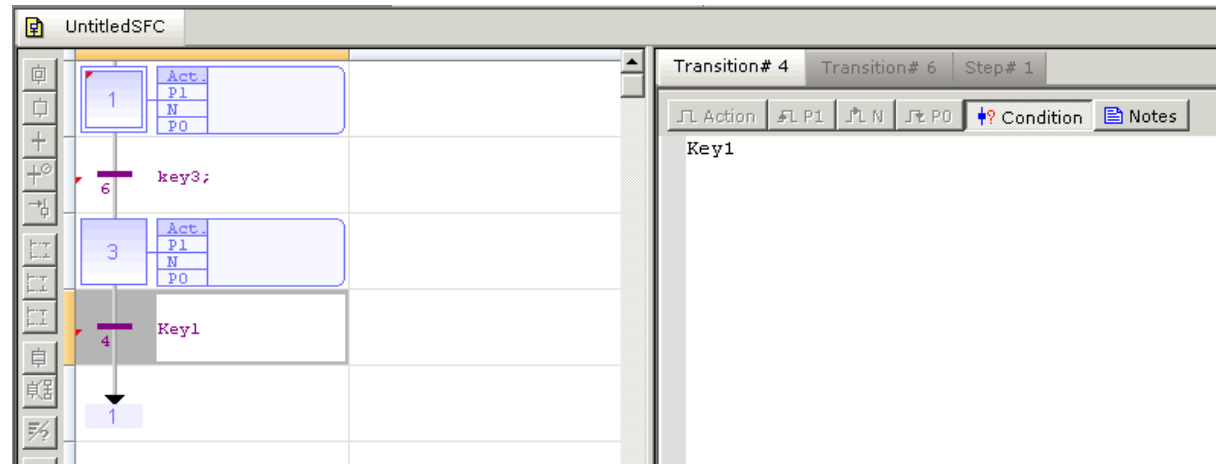 UntitledSFC
Transition# 4 Transition# 6 Step# 1
Action P1 N P0 ? Condition Notes
Key1
1
Act.
P1
N
P0
6 key3;
3
Act.
P1
N
P0
4 Key1
1